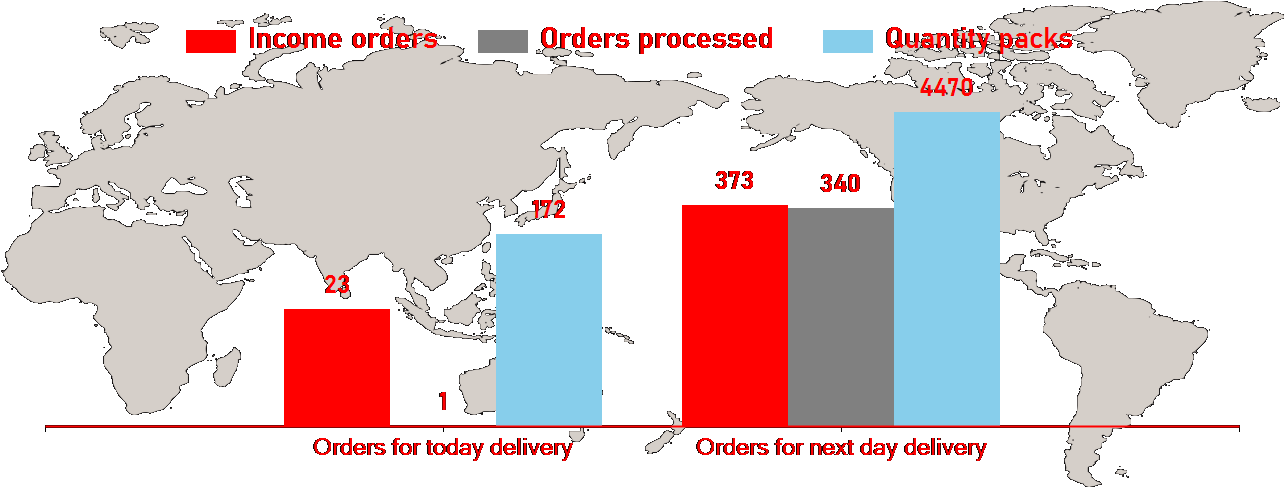 Income orders
Orders processed
Quantity packs
23
1
172
373
340
4470
Orders for today delivery
Orders for next day delivery